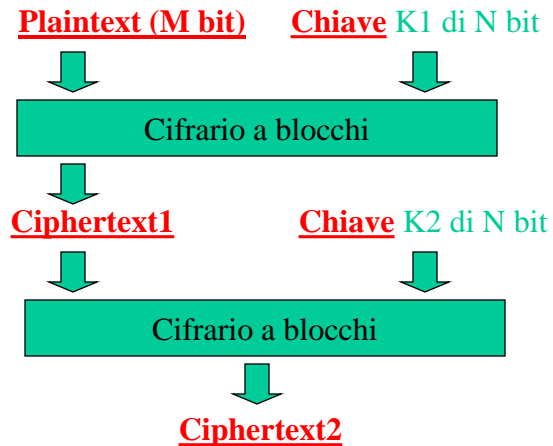 Plaintext (M bit) Chiave K1 di N bit
Cifrario a blocchi
Ciphertext1 Chiave K2 di N bit
Cifrario a blocchi
Ciphertext2